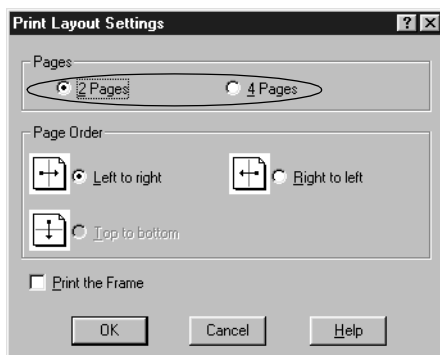 Print Layout Settings
Pages
2 Pages 4 Pages
Page Order
Left to right Right to left
Top to bottom
Print the Frame
OK Cancel Help